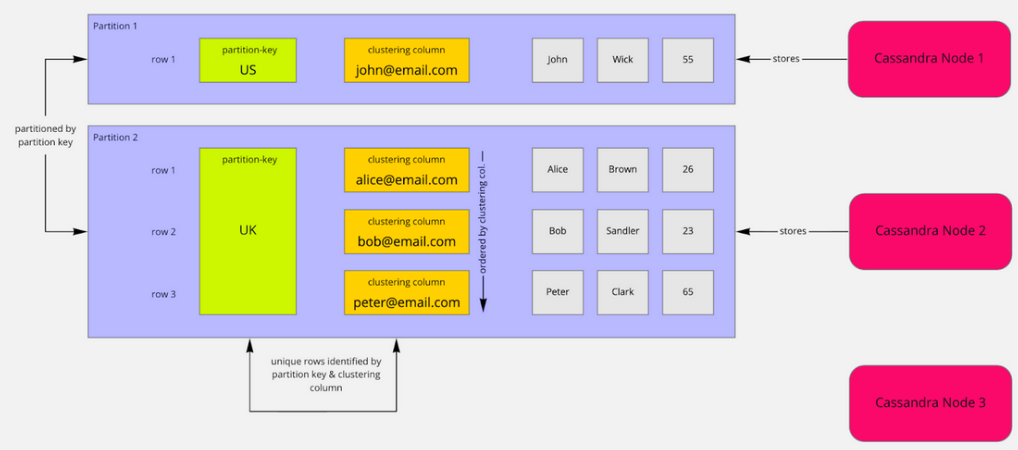 Partition 1
row 1
partition-key
US
clustering column
john@email.com
John
Wick
55
stores
Cassandra Node 1
partitioned by
partition key
Partition 2
row 1
partition-key
UK
clustering column
alice@email.com
ordered by clustering col.
Alice
Brown
26
row 2
clustering column
bob@email.com
Bob
Sandler
23
stores
Cassandra Node 2
row 3
clustering column
peter@email.com
Peter
Clark
65
unique rows identified by
partition key & clustering
column
Cassandra Node 3